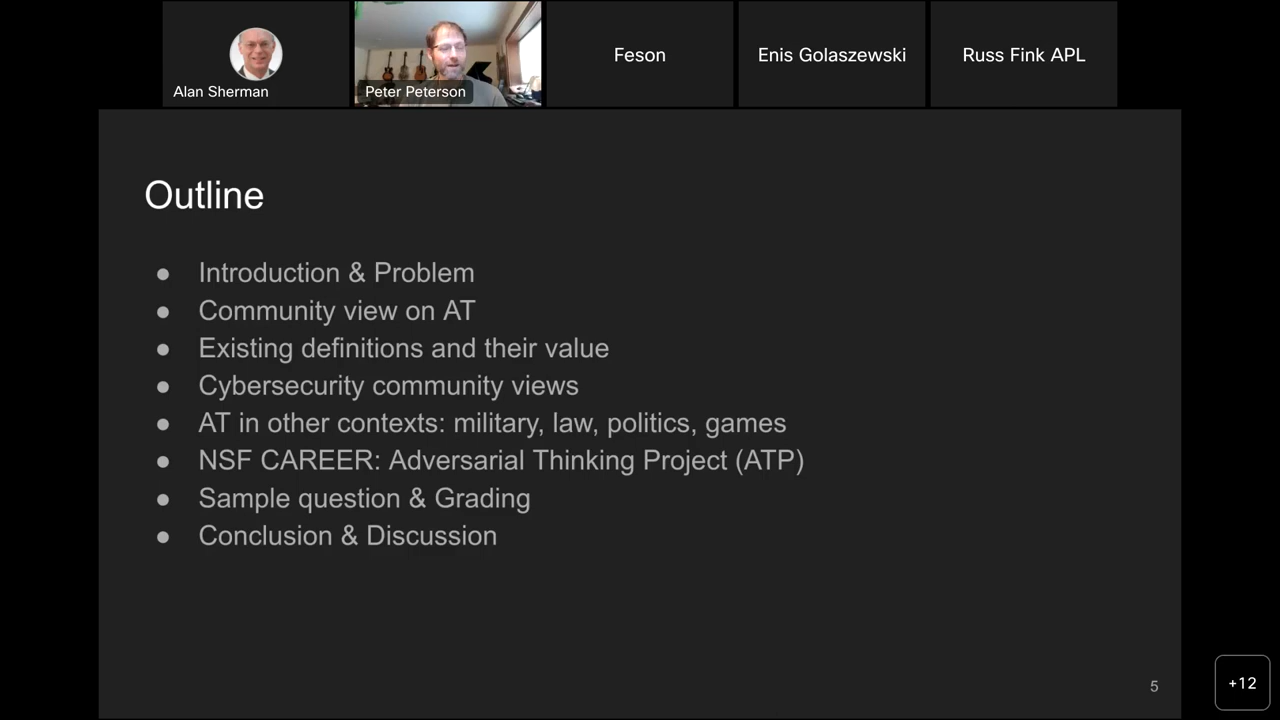 Alan Sherman
Peter Peterson
Feson
Enis Golaszewski
Russ Fink APL
Outline
● Introduction & Problem
● Community view on AT
● Existing definitions and their value
● Cybersecurity community views
● AT in other contexts: military, law, politics, games
● NSF CAREER: Adversarial Thinking Project (ATP)
● Sample question & Grading
● Conclusion & Discussion
5
+12